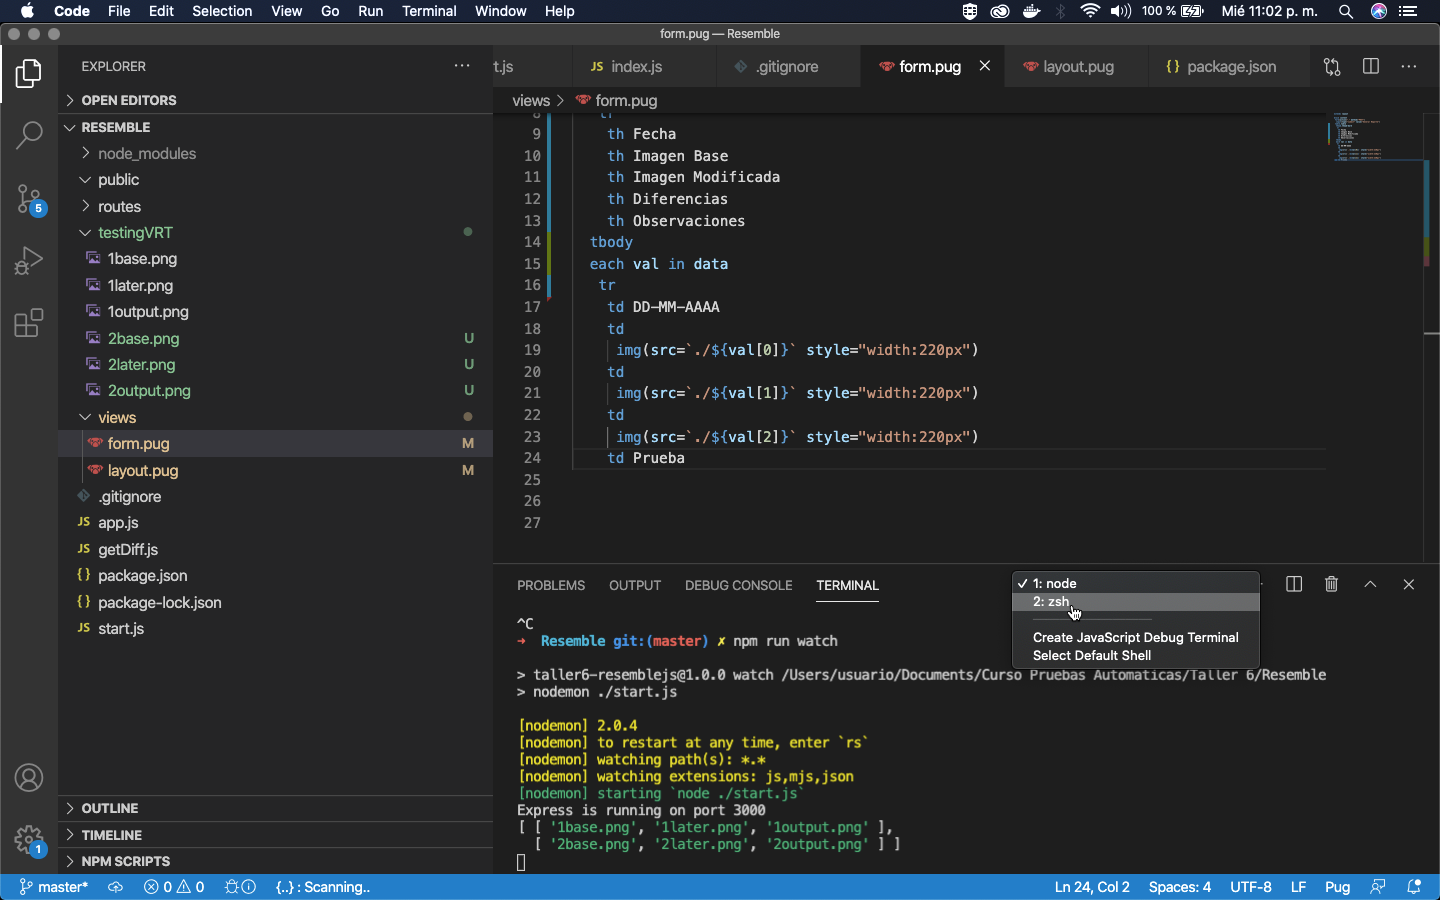 Code File Edit Selection View Go Run Terminal Window Help 100 % Mié 11:02 p. m.
form.pug — Resemble
EXPLORER
OPEN EDITORS
RESEMBLE
node_modules
public
routes
testingVRT
1base.png
1later.png
1output.png
2base.png U
2later.png U
2output.png U
views
form.pug M
layout.pug M
.gitignore
JS app.js
JS getDiff.js
{} package.json
{} package-lock.json
JS start.js
OUTLINE
TIMELINE
NPM SCRIPTS
5
1
t.js JS index.js .gitignore form.pug layout.pug {} package.json
views > form.pug
8 tr
9 th Fecha
10 th Imagen Base
11 th Imagen Modificada
12 th Diferencias
13 th Observaciones
14 tbody
15 each val in data
16 tr
17 td DD-MM-AAAA
18 td
19 img(src=`./${val[0]}` style="width:220px")
20 td
21 img(src=`./${val[1]}` style="width:220px")
22 td
23 img(src=`./${val[2]}` style="width:220px")
24 td Prueba
25
26
27
PROBLEMS OUTPUT DEBUG CONSOLE TERMINAL
✓ 1: node
2: zsh
Create JavaScript Debug Terminal
Select Default Shell
^C
→ Resemble git:(master) ✗ npm run watch
> taller6-resemblejs@1.0.0 watch /Users/usuario/Documents/Curso Pruebas Automaticas/Taller 6/Resemble
> nodemon ./start.js
[nodemon] 2.0.4
[nodemon] to restart at any time, enter `rs`
[nodemon] watching path(s): *.*
[nodemon] watching extensions: js,mjs,json
[nodemon] starting `node ./start.js`
Express is running on port 3000
[ [ '1base.png', '1later.png', '1output.png' ],
[ '2base.png', '2later.png', '2output.png' ] ]
master* 0 0 {..} : Scanning.. Ln 24, Col 2 Spaces: 4 UTF-8 LF Pug